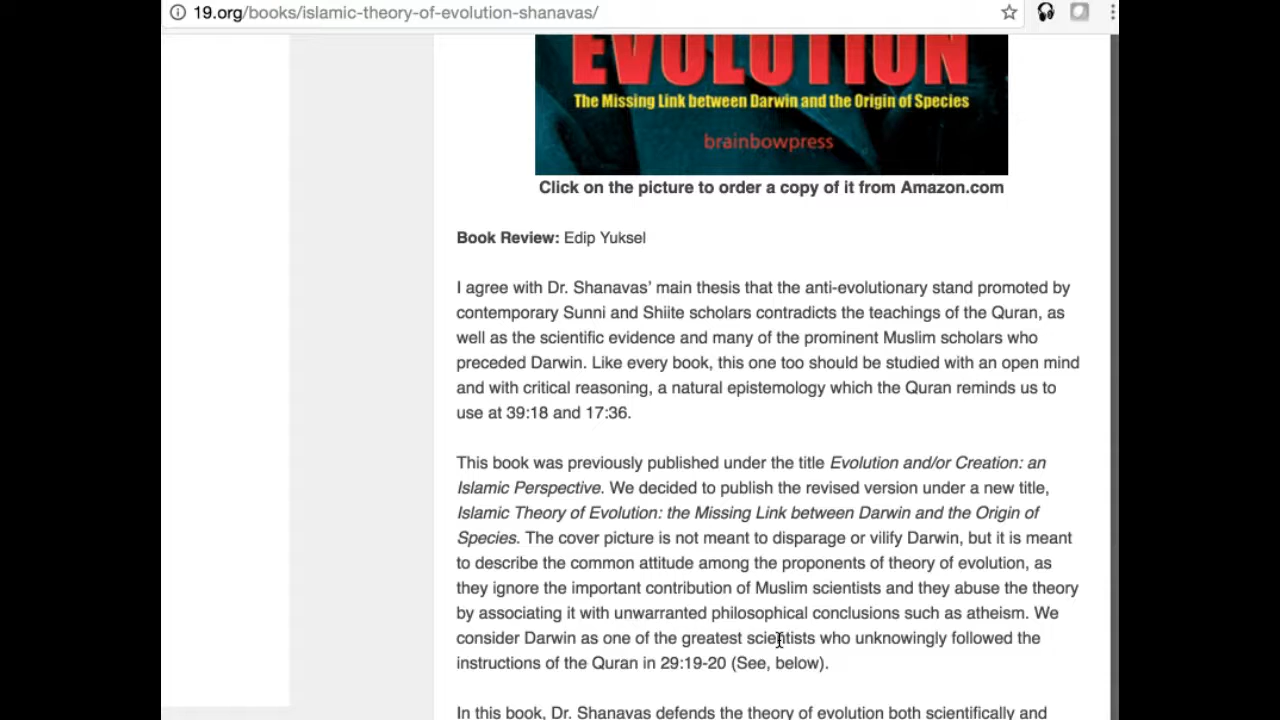 19.org/books/islamic-theory-of-evolution-shanavas/
EVOLUTION
The Missing Link between Darwin and the Origin of Species
brainbowpress
Click on the picture to order a copy of it from Amazon.com
Book Review: Edip Yuksel
I agree with Dr. Shanavas’ main thesis that the anti-evolutionary stand promoted by
contemporary Sunni and Shiite scholars contradicts the teachings of the Quran, as
well as the scientific evidence and many of the prominent Muslim scholars who
preceded Darwin. Like every book, this one too should be studied with an open mind
and with critical reasoning, a natural epistemology which the Quran reminds us to
use at 39:18 and 17:36.
This book was previously published under the title Evolution and/or Creation: an
Islamic Perspective. We decided to publish the revised version under a new title,
Islamic Theory of Evolution: the Missing Link between Darwin and the Origin of
Species. The cover picture is not meant to disparage or vilify Darwin, but it is meant
to describe the common attitude among the proponents of theory of evolution, as
they ignore the important contribution of Muslim scientists and they abuse the theory
by associating it with unwarranted philosophical conclusions such as atheism. We
consider Darwin as one of the greatest scientists who unknowingly followed the
instructions of the Quran in 29:19-20 (See, below).
In this book, Dr. Shanavas defends the theory of evolution both scientifically and